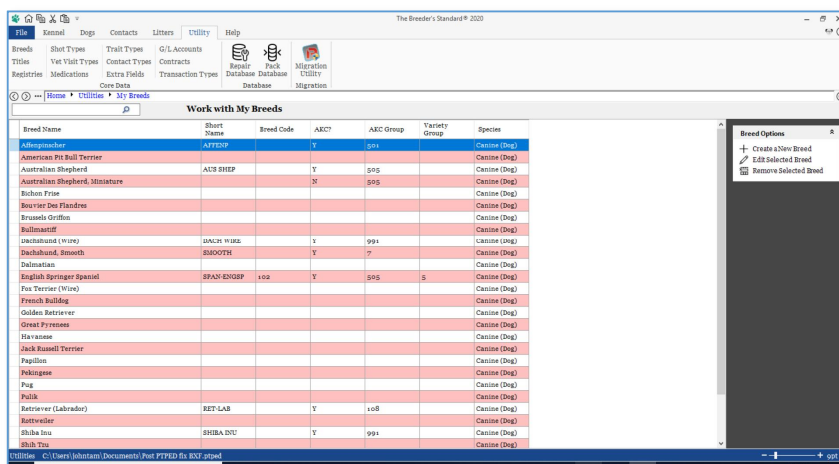 The Breeder's Standard® 2020
File Kennel Dogs Contacts Litters Utility Help
Breeds Shot Types Trait Types G/L Accounts
Titles Vet Visit Types Contact Types Contracts
Registries Medications Extra Fields Transaction Types
Repair Database Pack Database Migration Utility
Core Data Database Migration
Home Utilities My Breeds
Work with My Breeds
Breed Name Short Name Breed Code AKC? AKC Group Variety Group Species
Affenpinscher AFFENP Y 501 Canine (Dog)
American Pit Bull Terrier Canine (Dog)
Australian Shepherd AUS SHEP Y 505 Canine (Dog)
Australian Shepherd, Miniature N 505 Canine (Dog)
Bichon Frise Canine (Dog)
Bouvier Des Flandres Canine (Dog)
Brussels Griffon Canine (Dog)
Bullmastiff Canine (Dog)
Dachshund (Wire) DACH WIRE Y 991 Canine (Dog)
Dachshund, Smooth SMOOTH Y 7 Canine (Dog)
Dalmatian Canine (Dog)
English Springer Spaniel SPAN-ENGSP 102 Y 505 5 Canine (Dog)
Fox Terrier (Wire) Canine (Dog)
French Bulldog Canine (Dog)
Golden Retriever Canine (Dog)
Great Pyrenees Canine (Dog)
Havanese Canine (Dog)
Jack Russell Terrier Canine (Dog)
Papillon Canine (Dog)
Pekingese Canine (Dog)
Pug Canine (Dog)
Pulik Canine (Dog)
Retriever (Labrador) RET-LAB Y 108 Canine (Dog)
Rottweiler Canine (Dog)
Shiba Inu SHIBA INU Y 991 Canine (Dog)
Shih Tzu Canine (Dog)
Breed Options
Create a New Breed
Edit Selected Breed
Remove Selected Breed
Utilities C:\Users\johntam\Documents\Post PTPED fix BXF.ptped
9pt